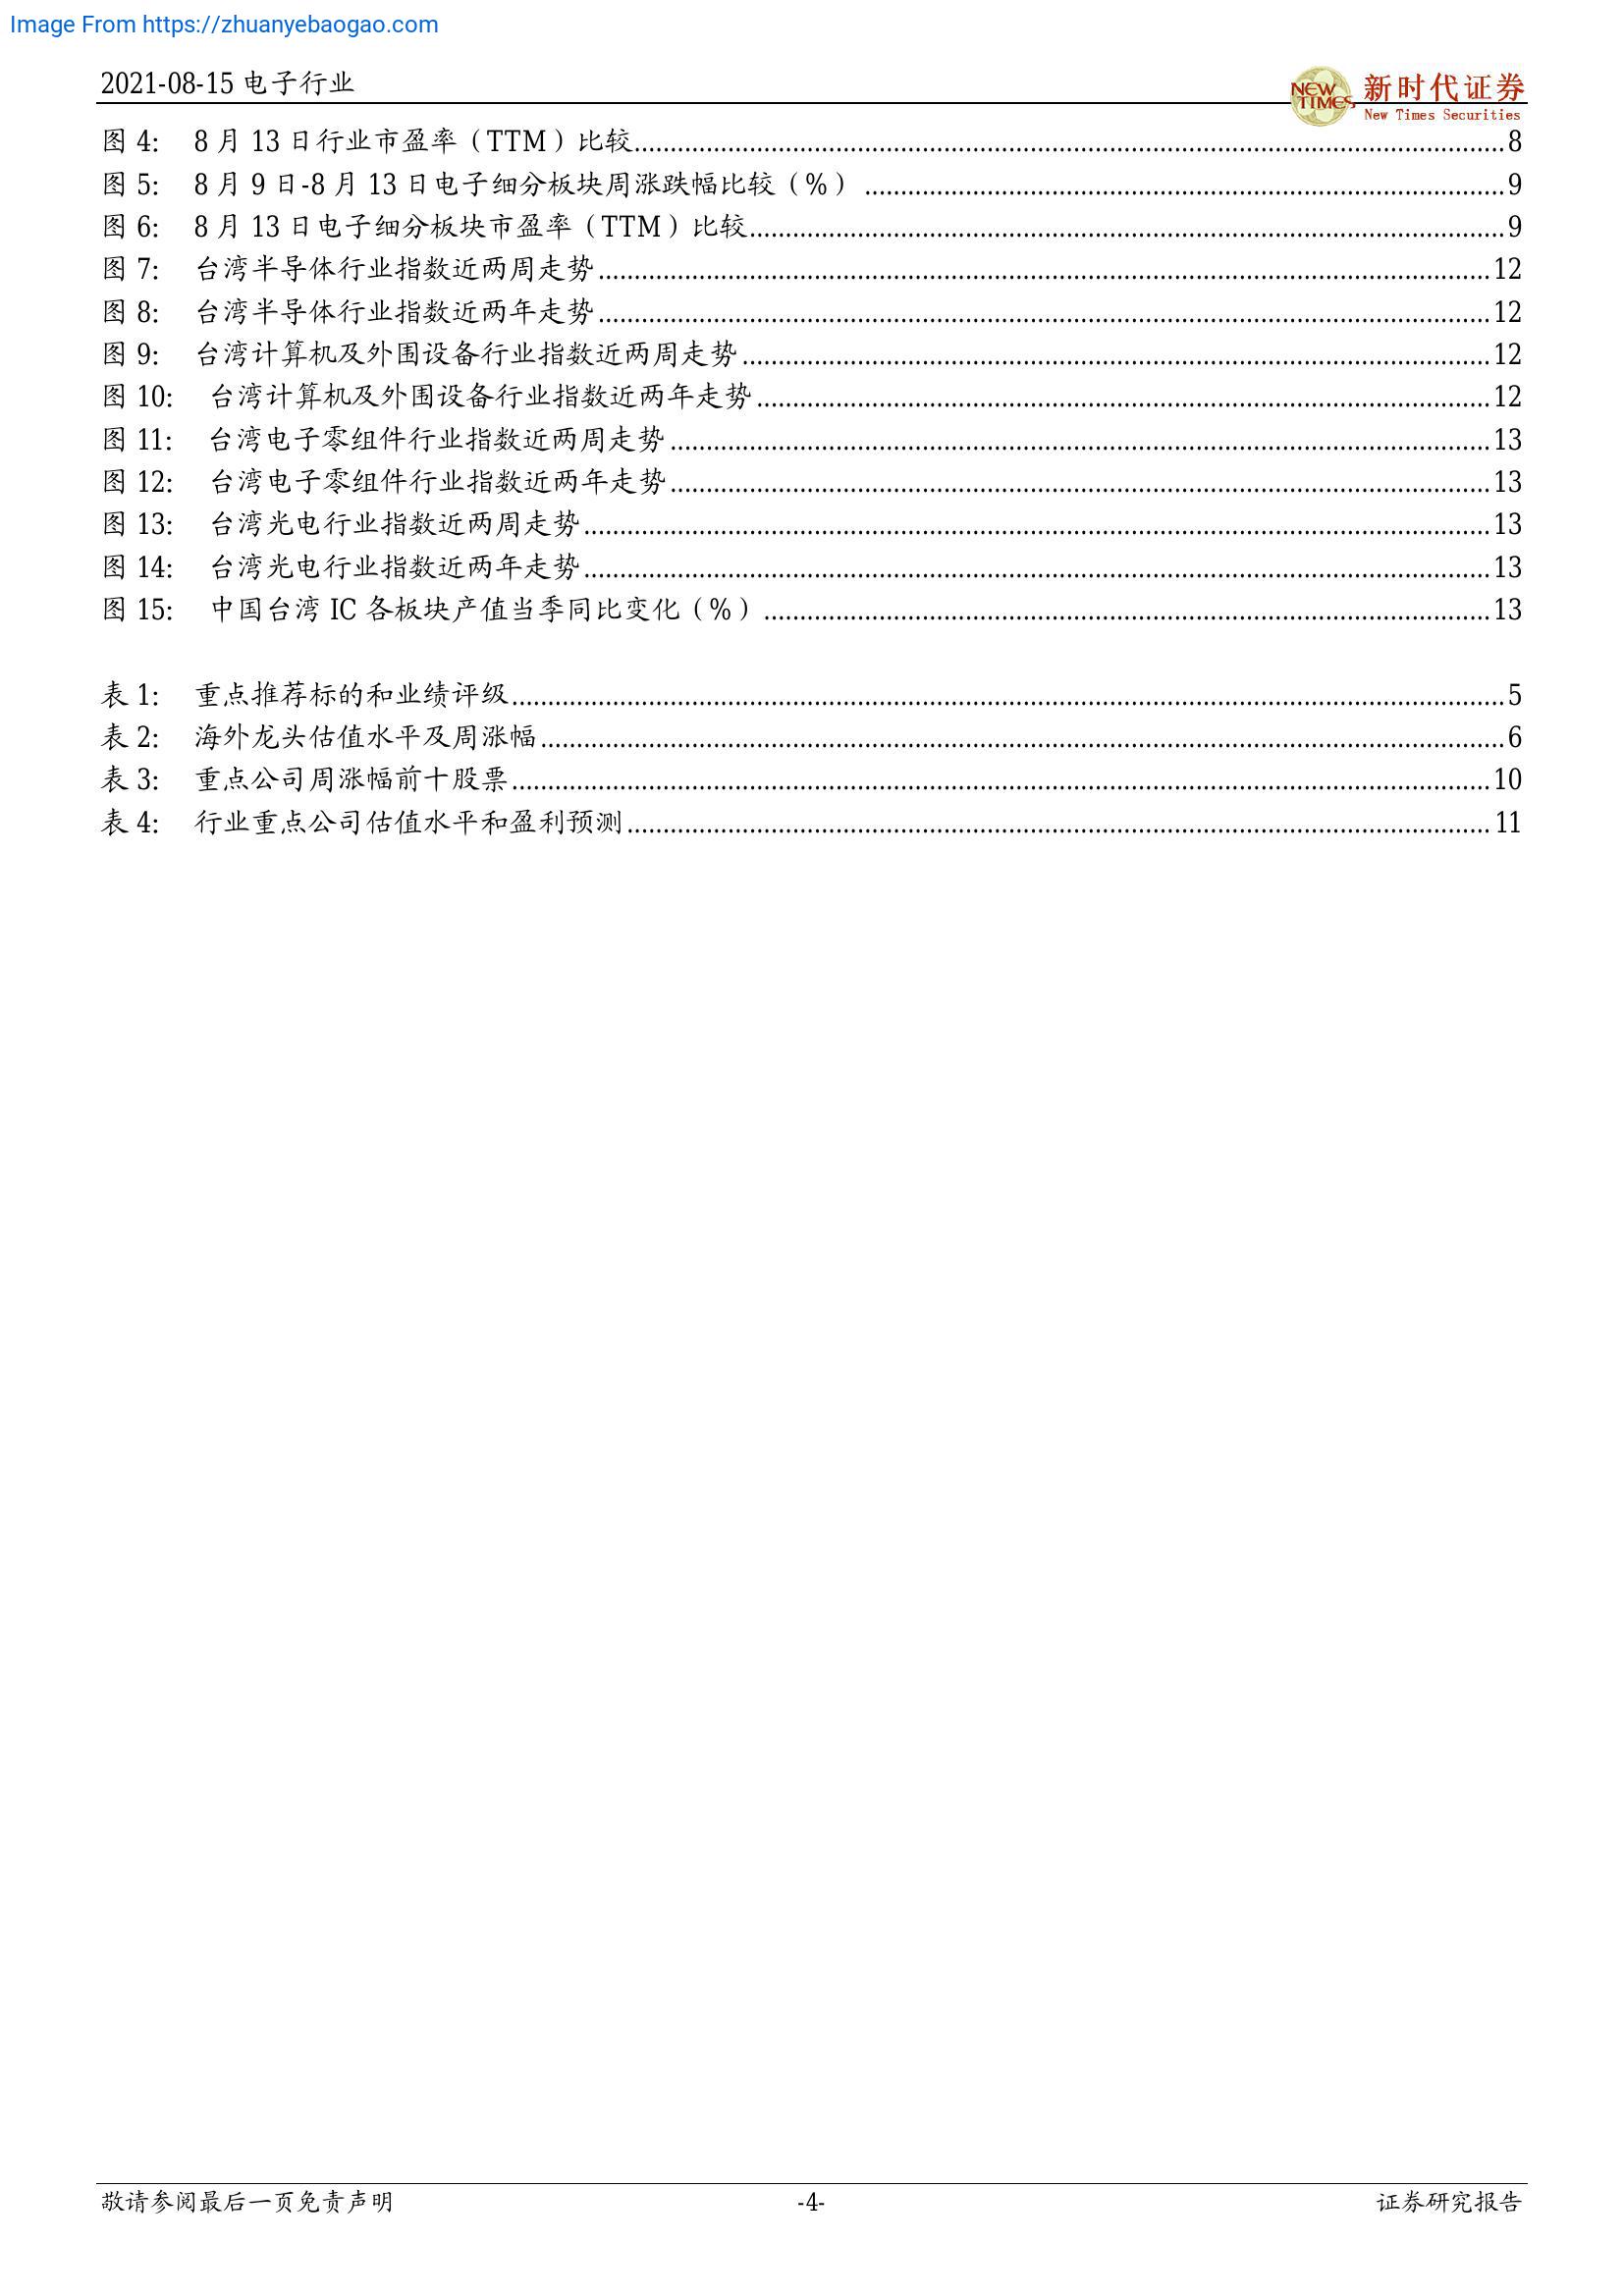 Image From https://zhuanyebaogao.com
2021-08-15 电子行业
新时代证券
NEW TIMES
New Times Securities
图 4: 8 月 13 日行业市盈率（TTM）比较........8
图 5: 8 月 9 日-8 月 13 日电子细分板块周涨跌幅比较（%）........9
图 6: 8 月 13 日电子细分板块市盈率（TTM）比较........9
图 7: 台湾半导体行业指数近两周走势........12
图 8: 台湾半导体行业指数近两年走势........12
图 9: 台湾计算机及外围设备行业指数近两周走势........12
图 10: 台湾计算机及外围设备行业指数近两年走势........12
图 11: 台湾电子零组件行业指数近两周走势........13
图 12: 台湾电子零组件行业指数近两年走势........13
图 13: 台湾光电行业指数近两周走势........13
图 14: 台湾光电行业指数近两年走势........13
图 15: 中国台湾 IC 各板块产值当季同比变化（%）........13
表 1: 重点推荐标的和业绩评级........5
表 2: 海外龙头估值水平及周涨幅........6
表 3: 重点公司周涨幅前十股票........10
表 4: 行业重点公司估值水平和盈利预测........11
敬请参阅最后一页免责声明 -4- 证券研究报告